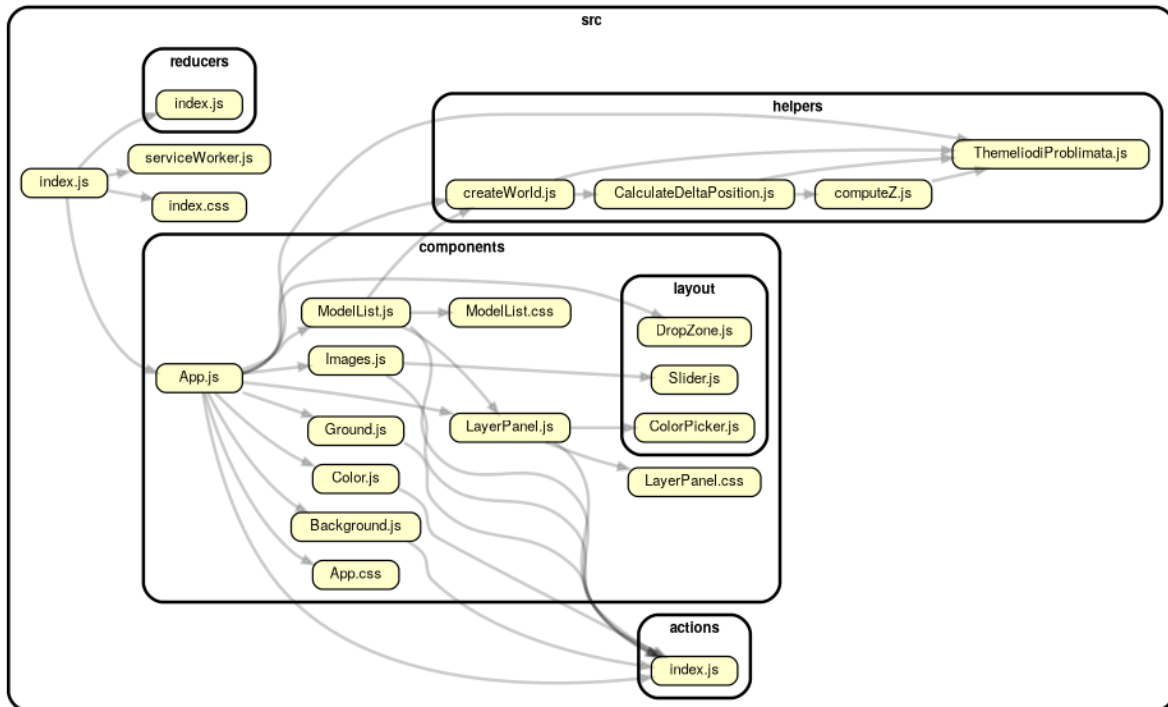 src
reducers
index.js
helpers
serviceWorker.js
ThemeliodiProblimata.js
index.js
index.css
createWorld.js
CalculateDeltaPosition.js
computeZ.js
components
layout
ModelList.js
ModelList.css
DropZone.js
Images.js
App.js
Slider.js
Ground.js
LayerPanel.js
ColorPicker.js
Color.js
LayerPanel.css
Background.js
App.css
actions
index.js